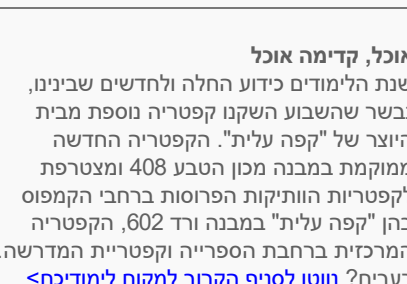 אוכל, קדימה אוכל
שנת הלימודים כידוע החלה ולחדשים שבינינו,
נבשר שהשבוע השקנו קפטריה נוספת מבית
היוצר של "קפה עלית". הקפטריה החדשה
ממוקמת במבנה מכון הטבע 408 ומצטרפת
לקפטריות הוותיקות הפרוסות ברחבי הקמפוס
בהן "קפה עלית" במבנה ורד 602, הקפטריה
המרכזית ברחבת הספרייה וקפטריית המדרשה.
רעבים? נווטו לסניף הקרוב למקום לימודיכם>